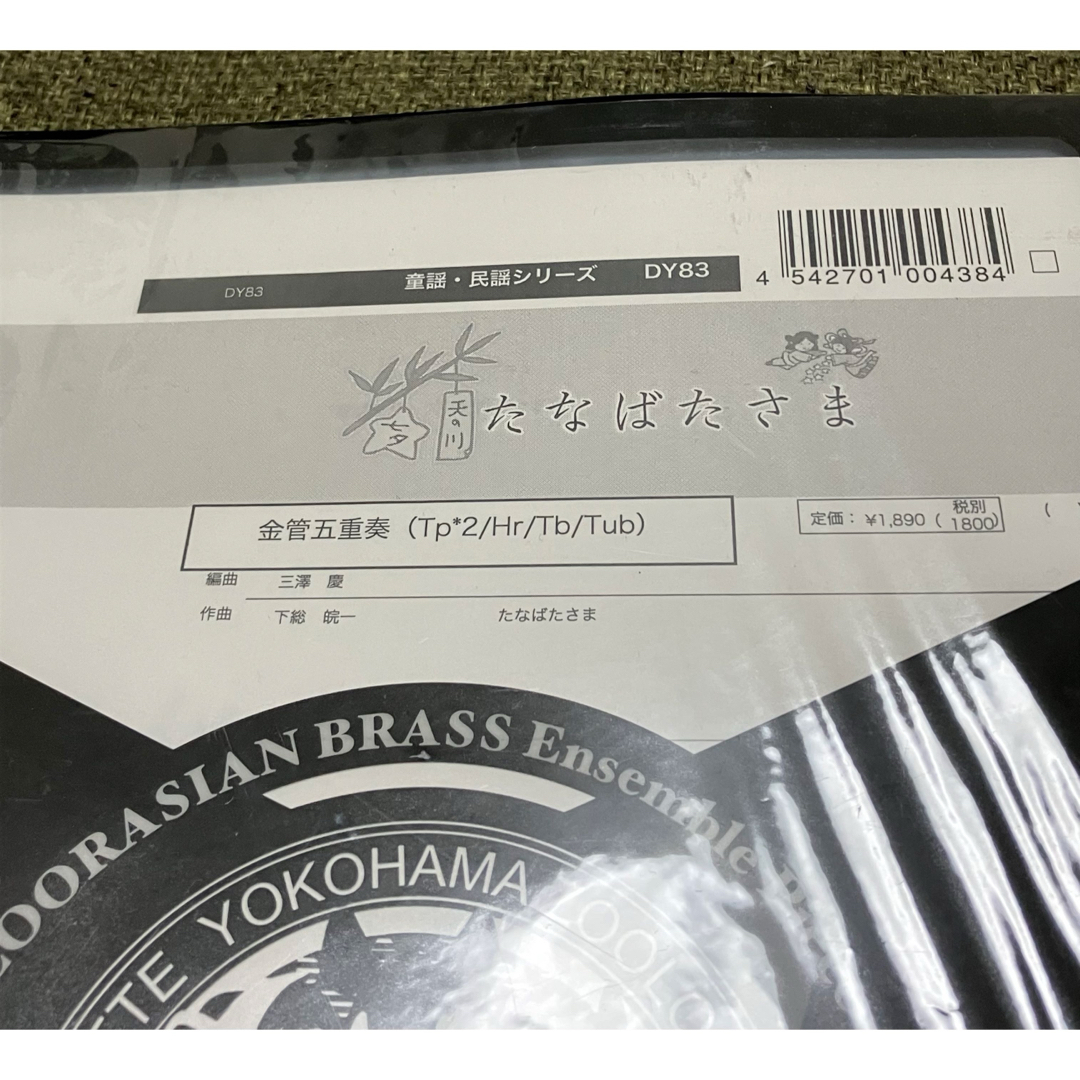 DY83 童謡・民謡シリーズ DY83
4 542701 004384
七夕
天の川
たなばたさま
金管五重奏（Tp*2/Hr/Tb/Tub）
定価： ¥1,890（税別 1800）
（
編曲 三澤 慶
作曲 下総 皖一 たなばたさま
ZOORASIAN BRASS Ensemble
YOKOHAMA